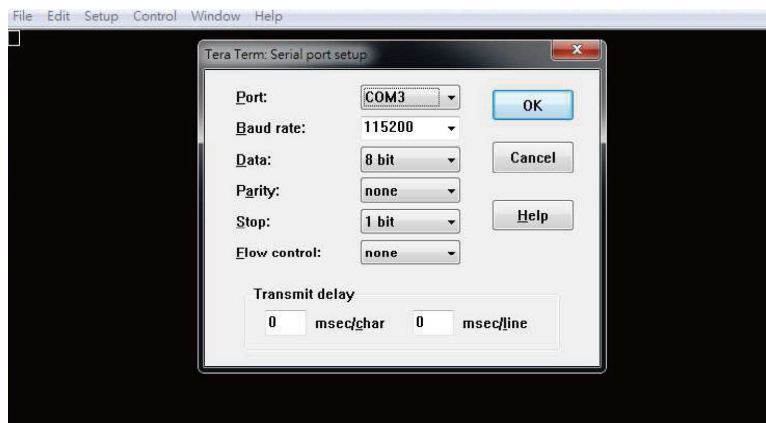 File Edit Setup Control Window Help
Tera Term: Serial port setup
Port: COM3 OK
Baud rate: 115200
Data: 8 bit Cancel
Parity: none
Stop: 1 bit Help
Flow control: none
Transmit delay
0 msec/char 0 msec/line